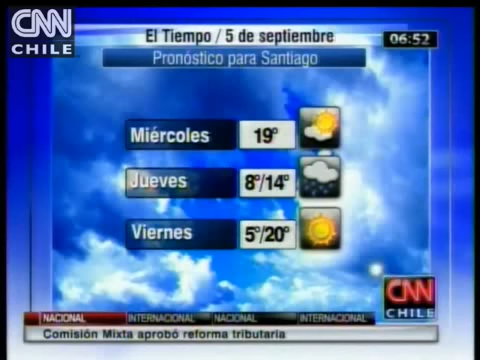 CNN
CHILE
El Tiempo / 5 de septiembre
06:52
Pronóstico para Santiago
Miércoles 19°
Jueves 8°/14°
Viernes 5°/20°
CNN
CHILE
NACIONAL INTERNACIONAL NACIONAL INTERNACIONAL
Comisión Mixta aprobó reforma tributaria